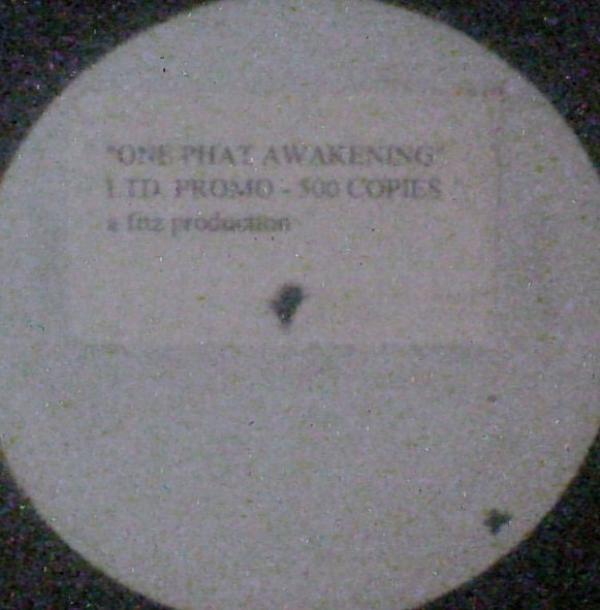 "ONE PHAT AWAKENING"
LTD. PROMO - 500 COPIES
a fitz production